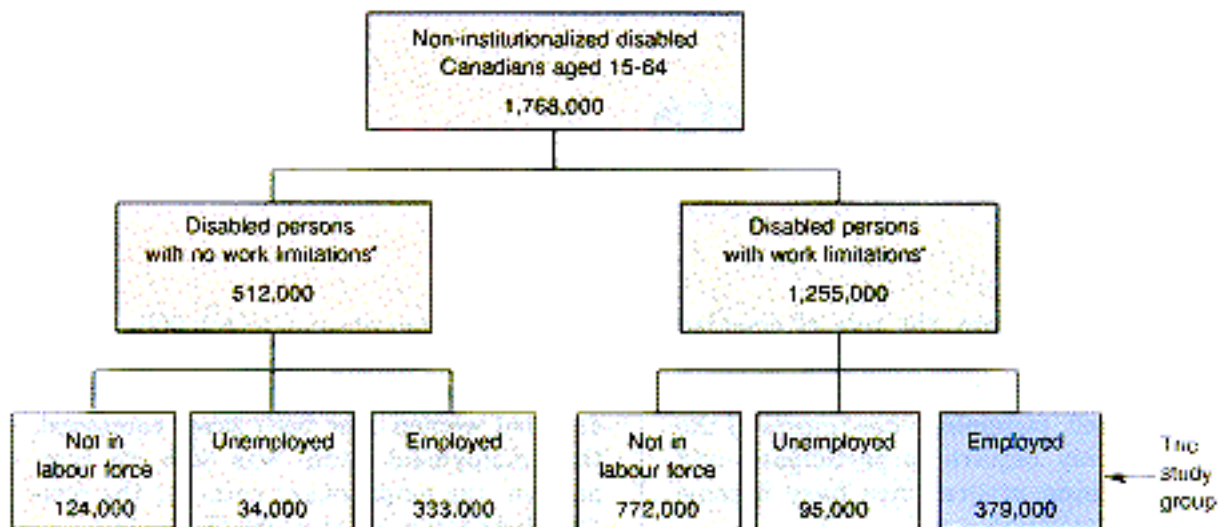 Non-institutionalized disabled
Canadians aged 15-64
1,768,000
Disabled persons
with no work limitations*
512,000
Disabled persons
with work limitations*
1,255,000
Not in
labour force
124,000
Unemployed
34,000
Employed
333,000
Not in
labour force
772,000
Unemployed
95,000
Employed
379,000
The
study
group